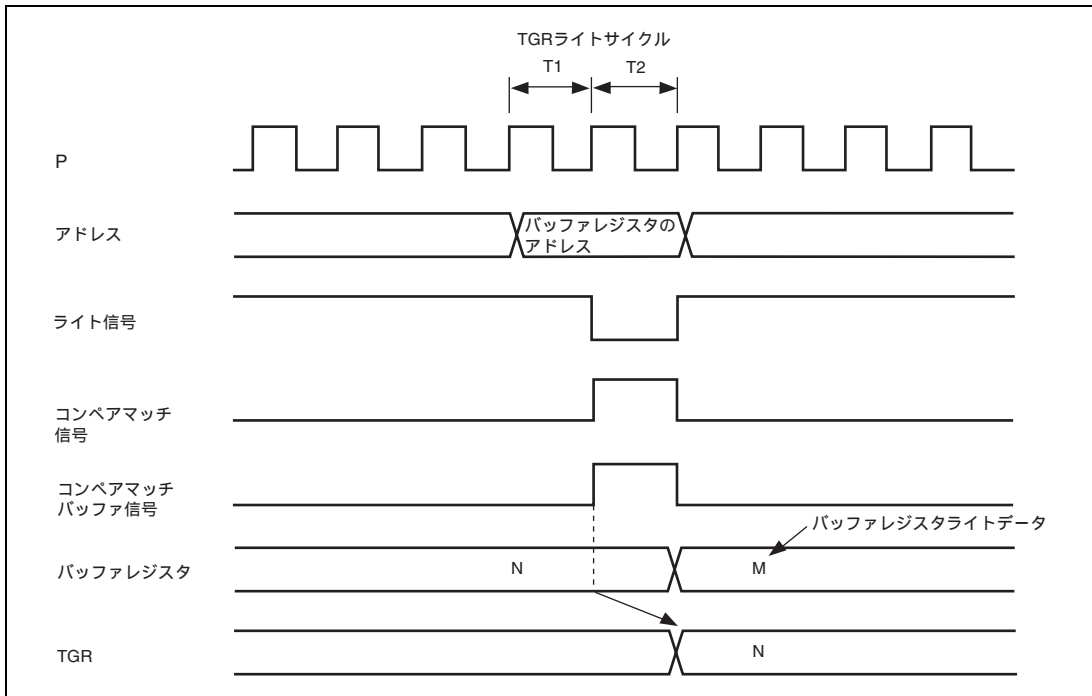 TGRライトサイクル
T1
T2
P
アドレス
バッファレジスタの
アドレス
ライト信号
コンペアマッチ
信号
コンペアマッチ
バッファ信号
バッファレジスタライトデータ
バッファレジスタ
N
M
TGR
N